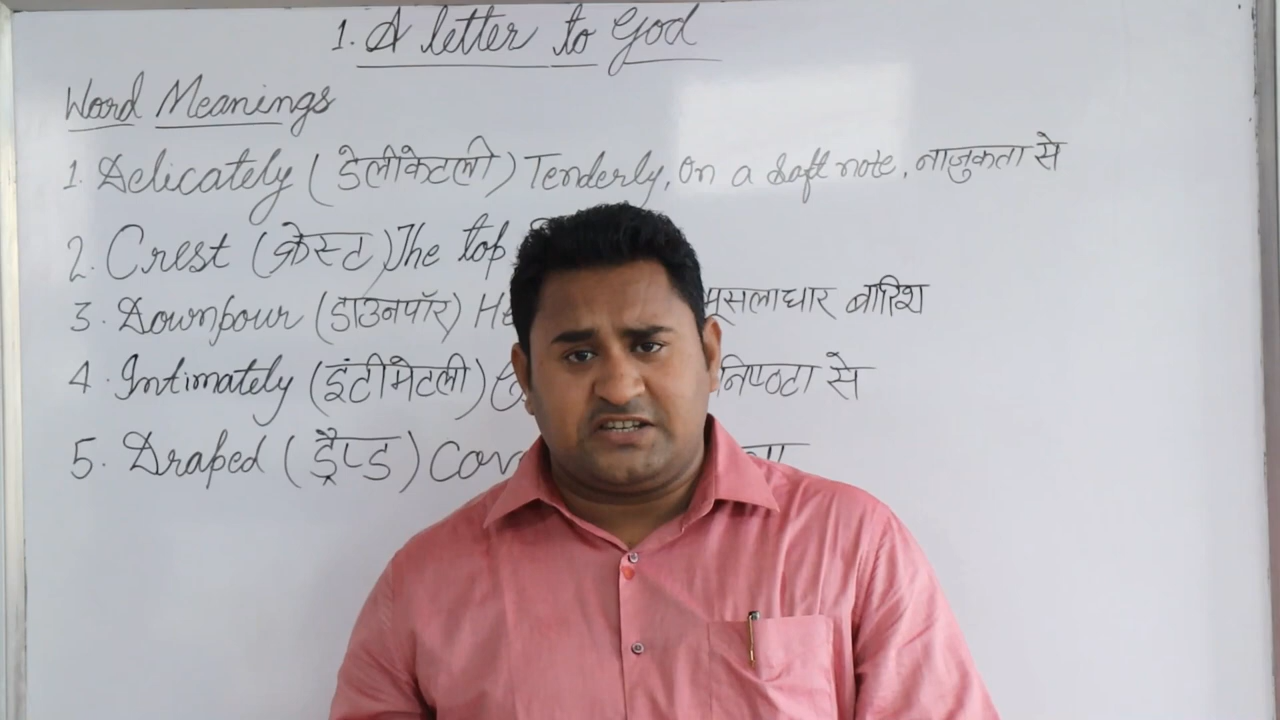 1. A letter to God
Word Meanings
1. Delicately (डेलीकेटली) Tenderly, on a soft note, नाजुकता से
2. Crest (क्रेस्ट) The top
3. Downpour (डाउनपॉर) मूसलाधार बारिश
4. Intimately (इंटीमेटली) से
5. Draped (ड्रैप्ड)